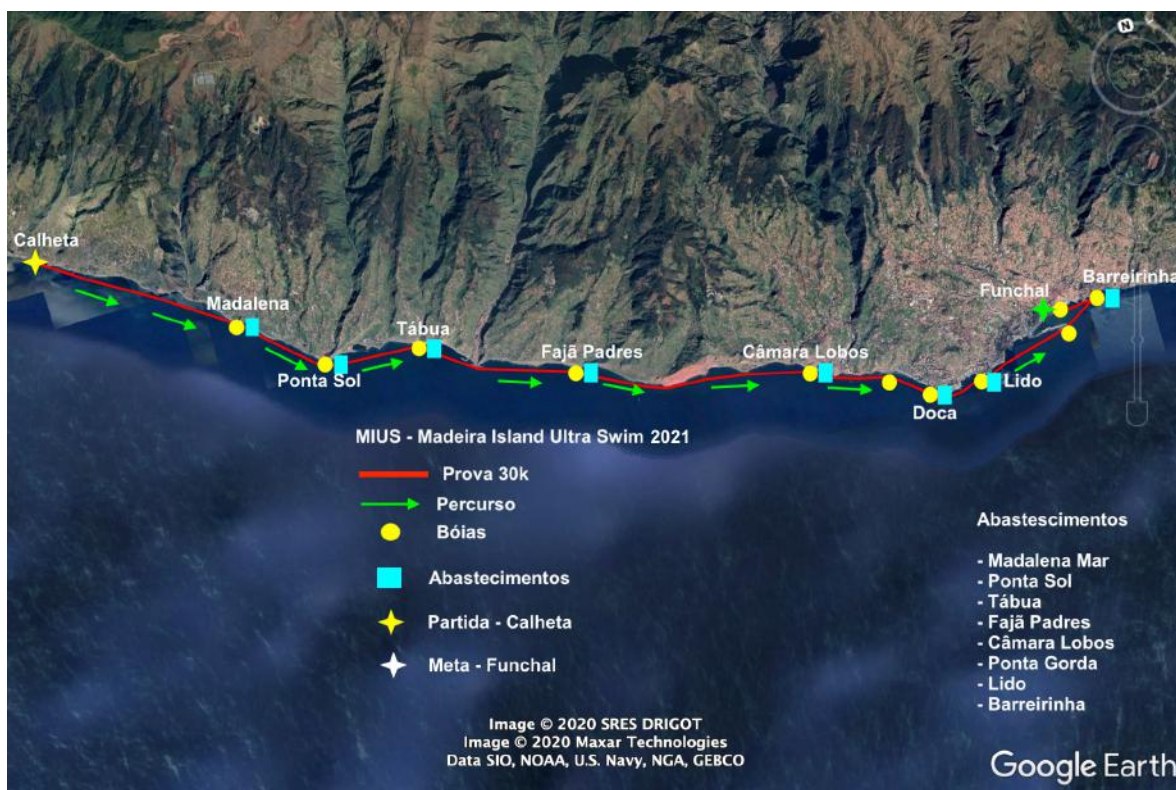 Calheta
Madalena
Ponta Sol
Tábua
Fajã Padres
Câmara Lobos
Doca
Lido
Funchal
Barreirinha
N
MIUS - Madeira Island Ultra Swim 2021
Prova 30k
Percurso
Bóias
Abastecimentos
Partida - Calheta
Meta - Funchal
Abastescimentos
- Madalena Mar
- Ponta Sol
- Tábua
- Fajã Padres
- Câmara Lobos
- Ponta Gorda
- Lido
- Barreirinha
Image © 2020 SRES DRIGOT
Image © 2020 Maxar Technologies
Data SIO, NOAA, U.S. Navy, NGA, GEBCO
Google Earth